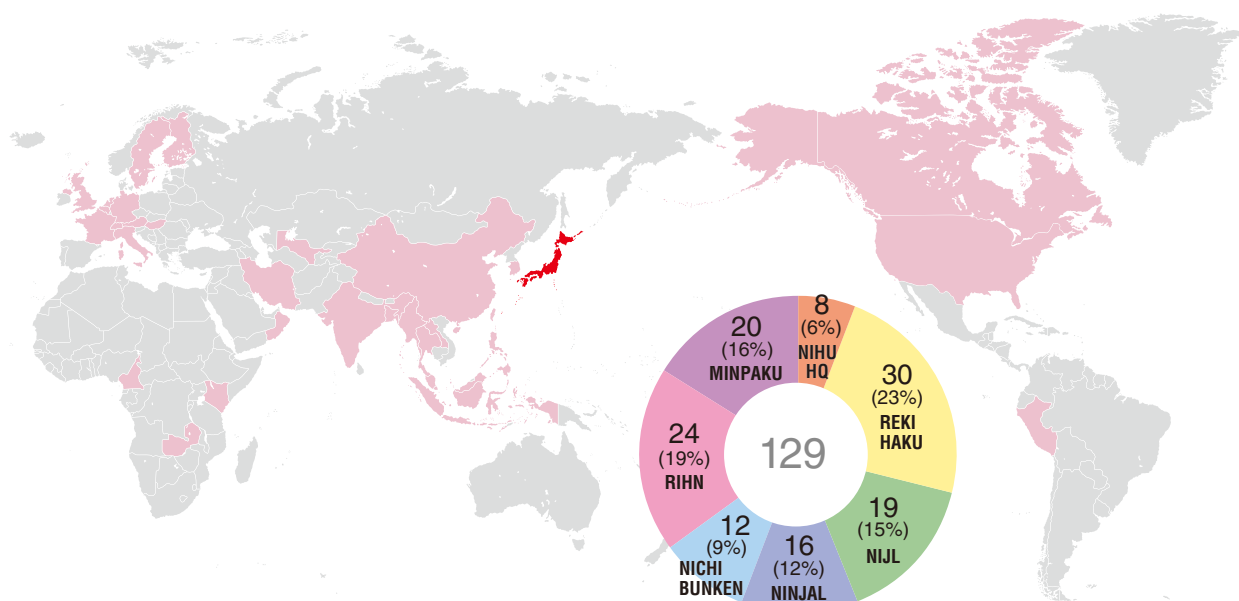 8
(6%)
NIHU
HQ
30
(23%)
REKI
HAKU
19
(15%)
NIJL
16
(12%)
NINJAL
12
(9%)
NICHI
BUNKEN
24
(19%)
RIHN
20
(16%)
MINPAKU
129